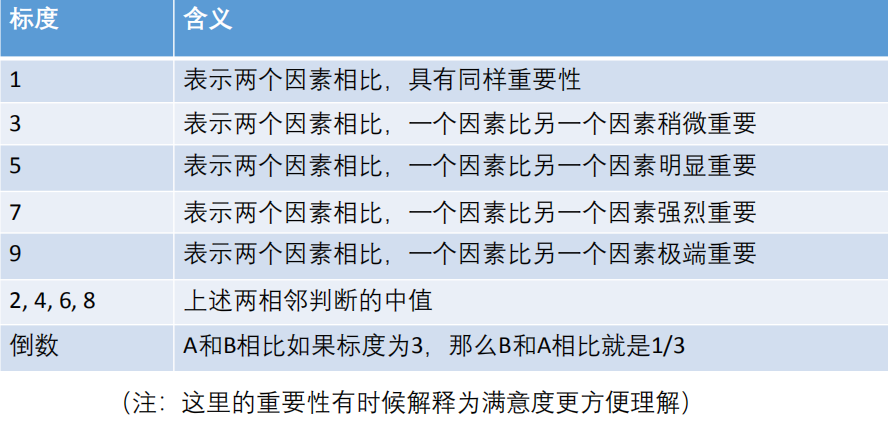 标度 含义
1 表示两个因素相比，具有同样重要性
3 表示两个因素相比，一个因素比另一个因素稍微重要
5 表示两个因素相比，一个因素比另一个因素明显重要
7 表示两个因素相比，一个因素比另一个因素强烈重要
9 表示两个因素相比，一个因素比另一个因素极端重要
2, 4, 6, 8 上述两相邻判断的中值
倒数 A和B相比如果标度为3，那么B和A相比就是1/3
（注：这里的重要性有时候解释为满意度更方便理解）